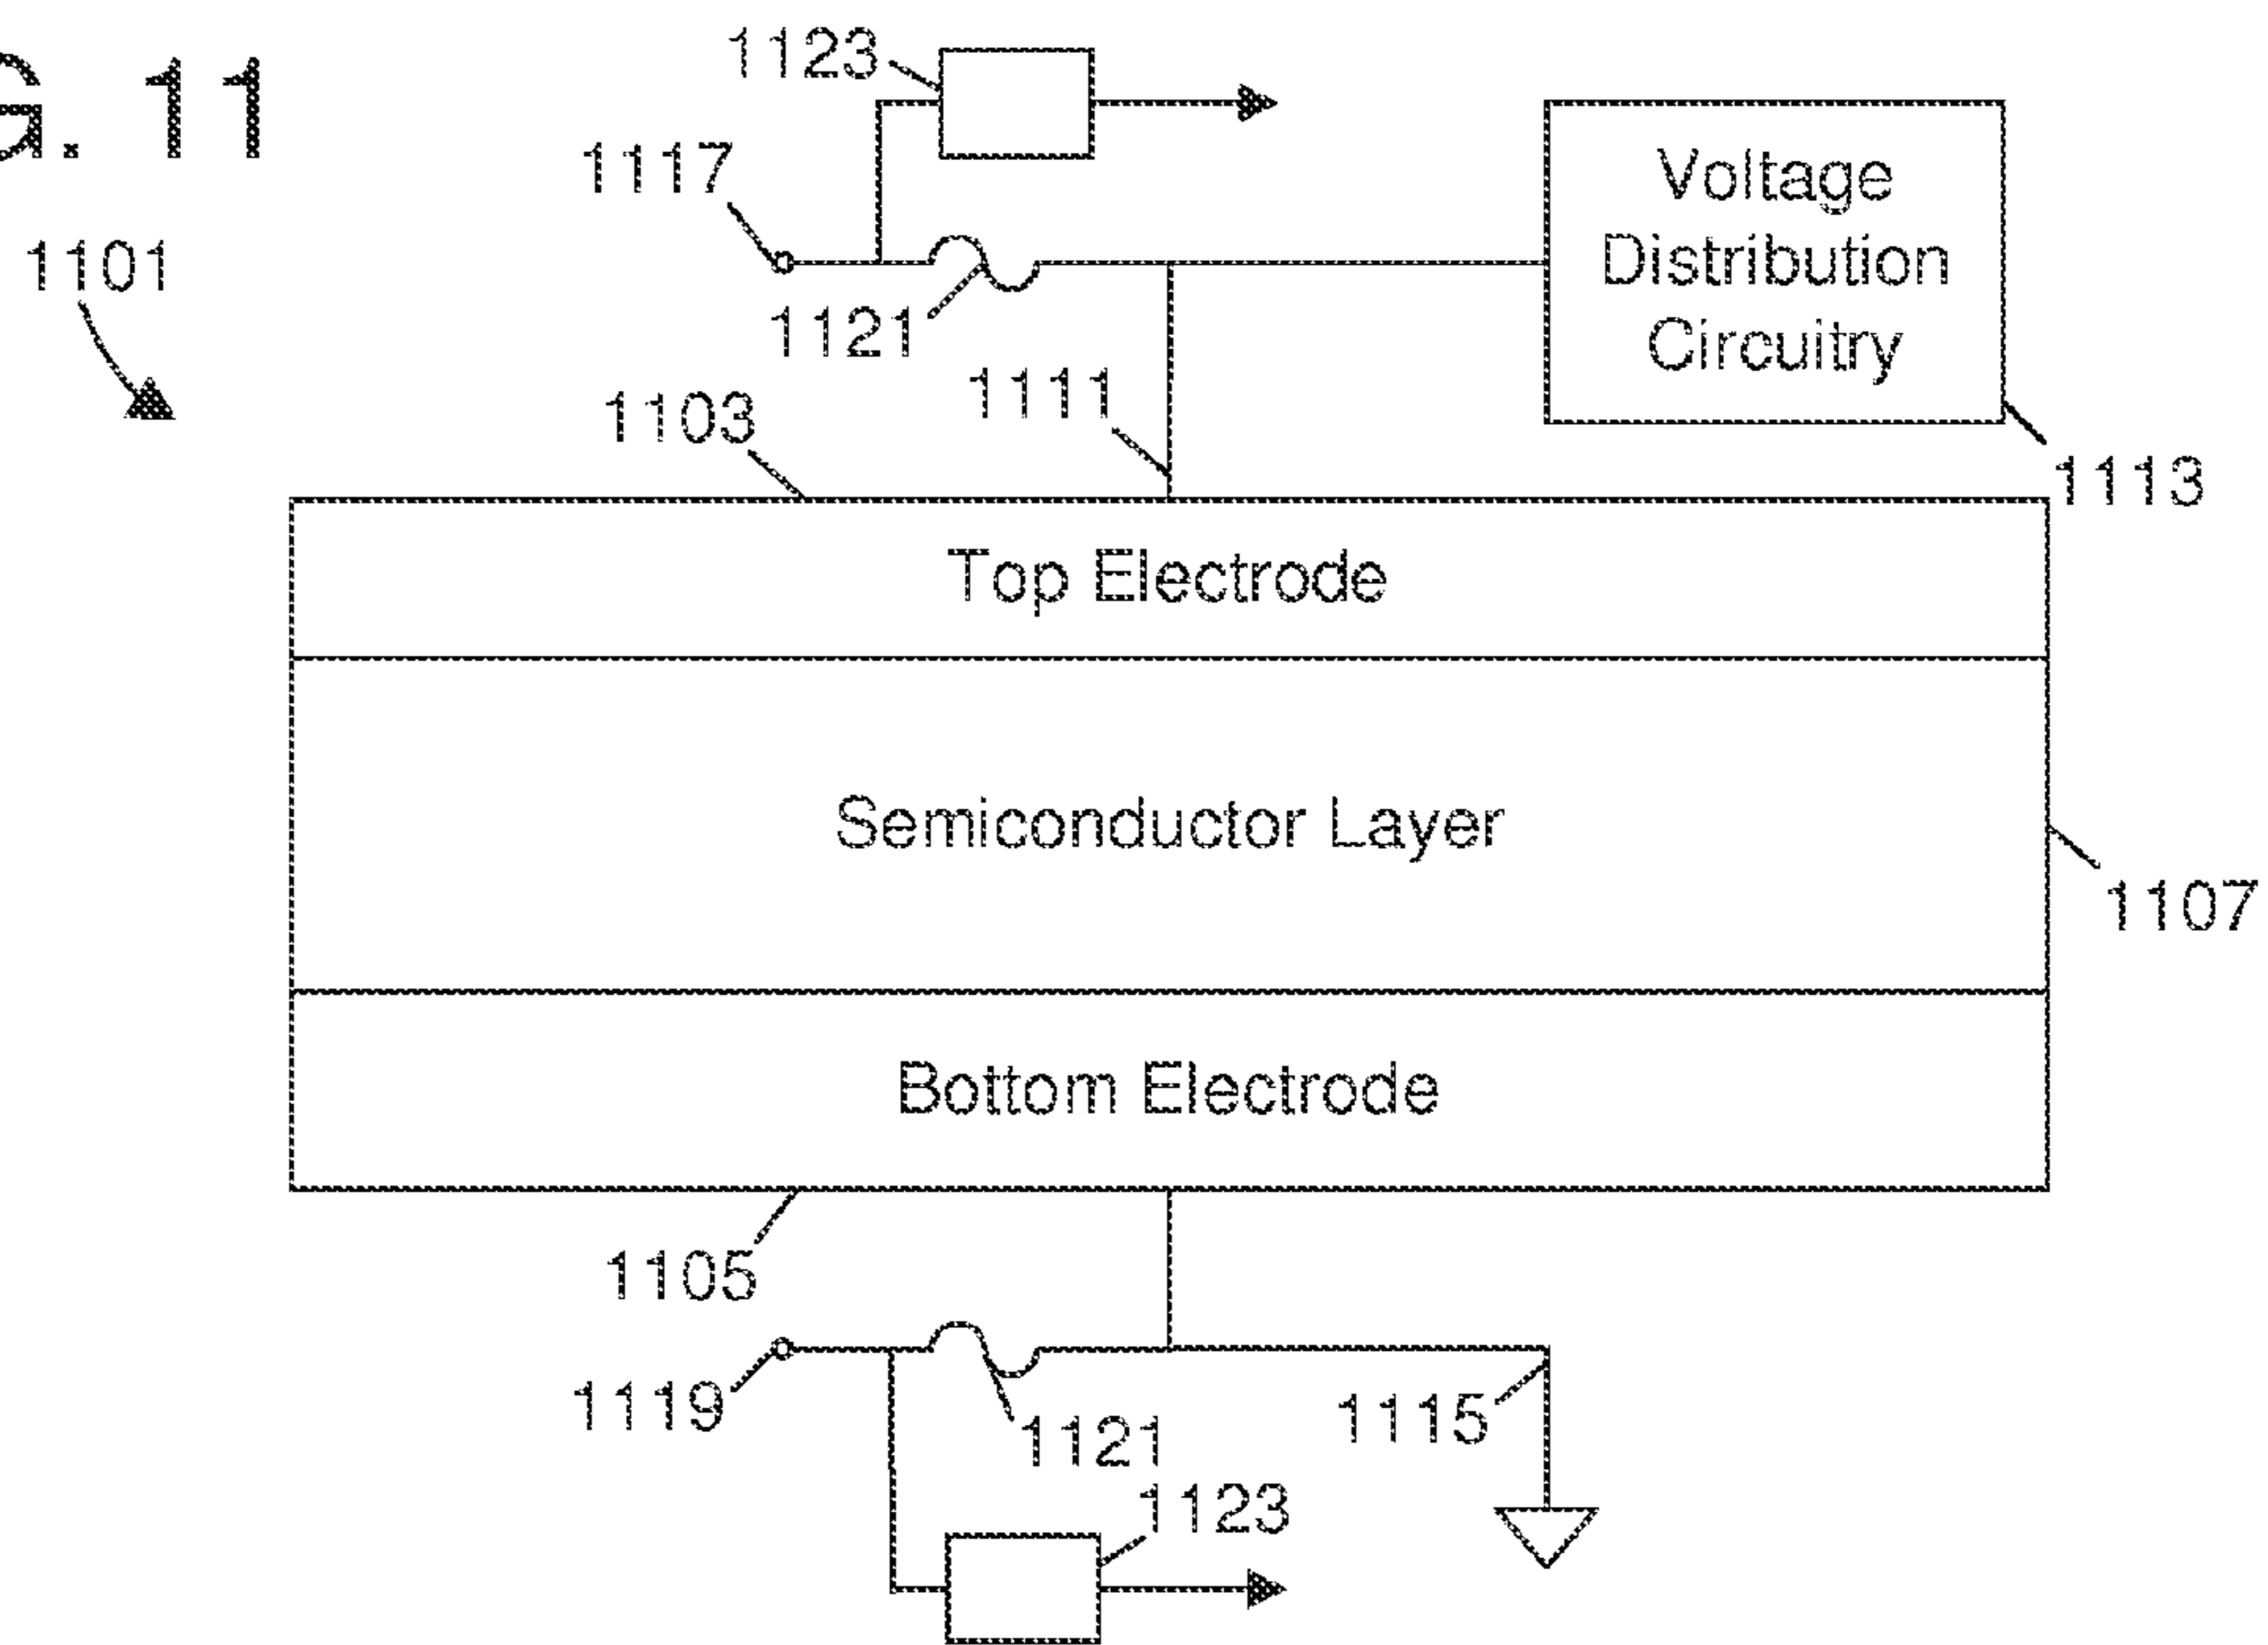 G. 11
1123
1117
1101
1121
Voltage
Distribution
Circuitry
1111
1103
1113
Top Electrode
Semiconductor Layer
1107
Bottom Electrode
1105
1119
1121
1115
1123